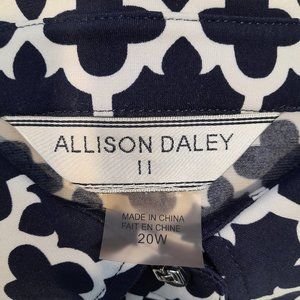 ALLISON DALEY
II
MADE IN CHINA
FAIT EN CHINE
20W